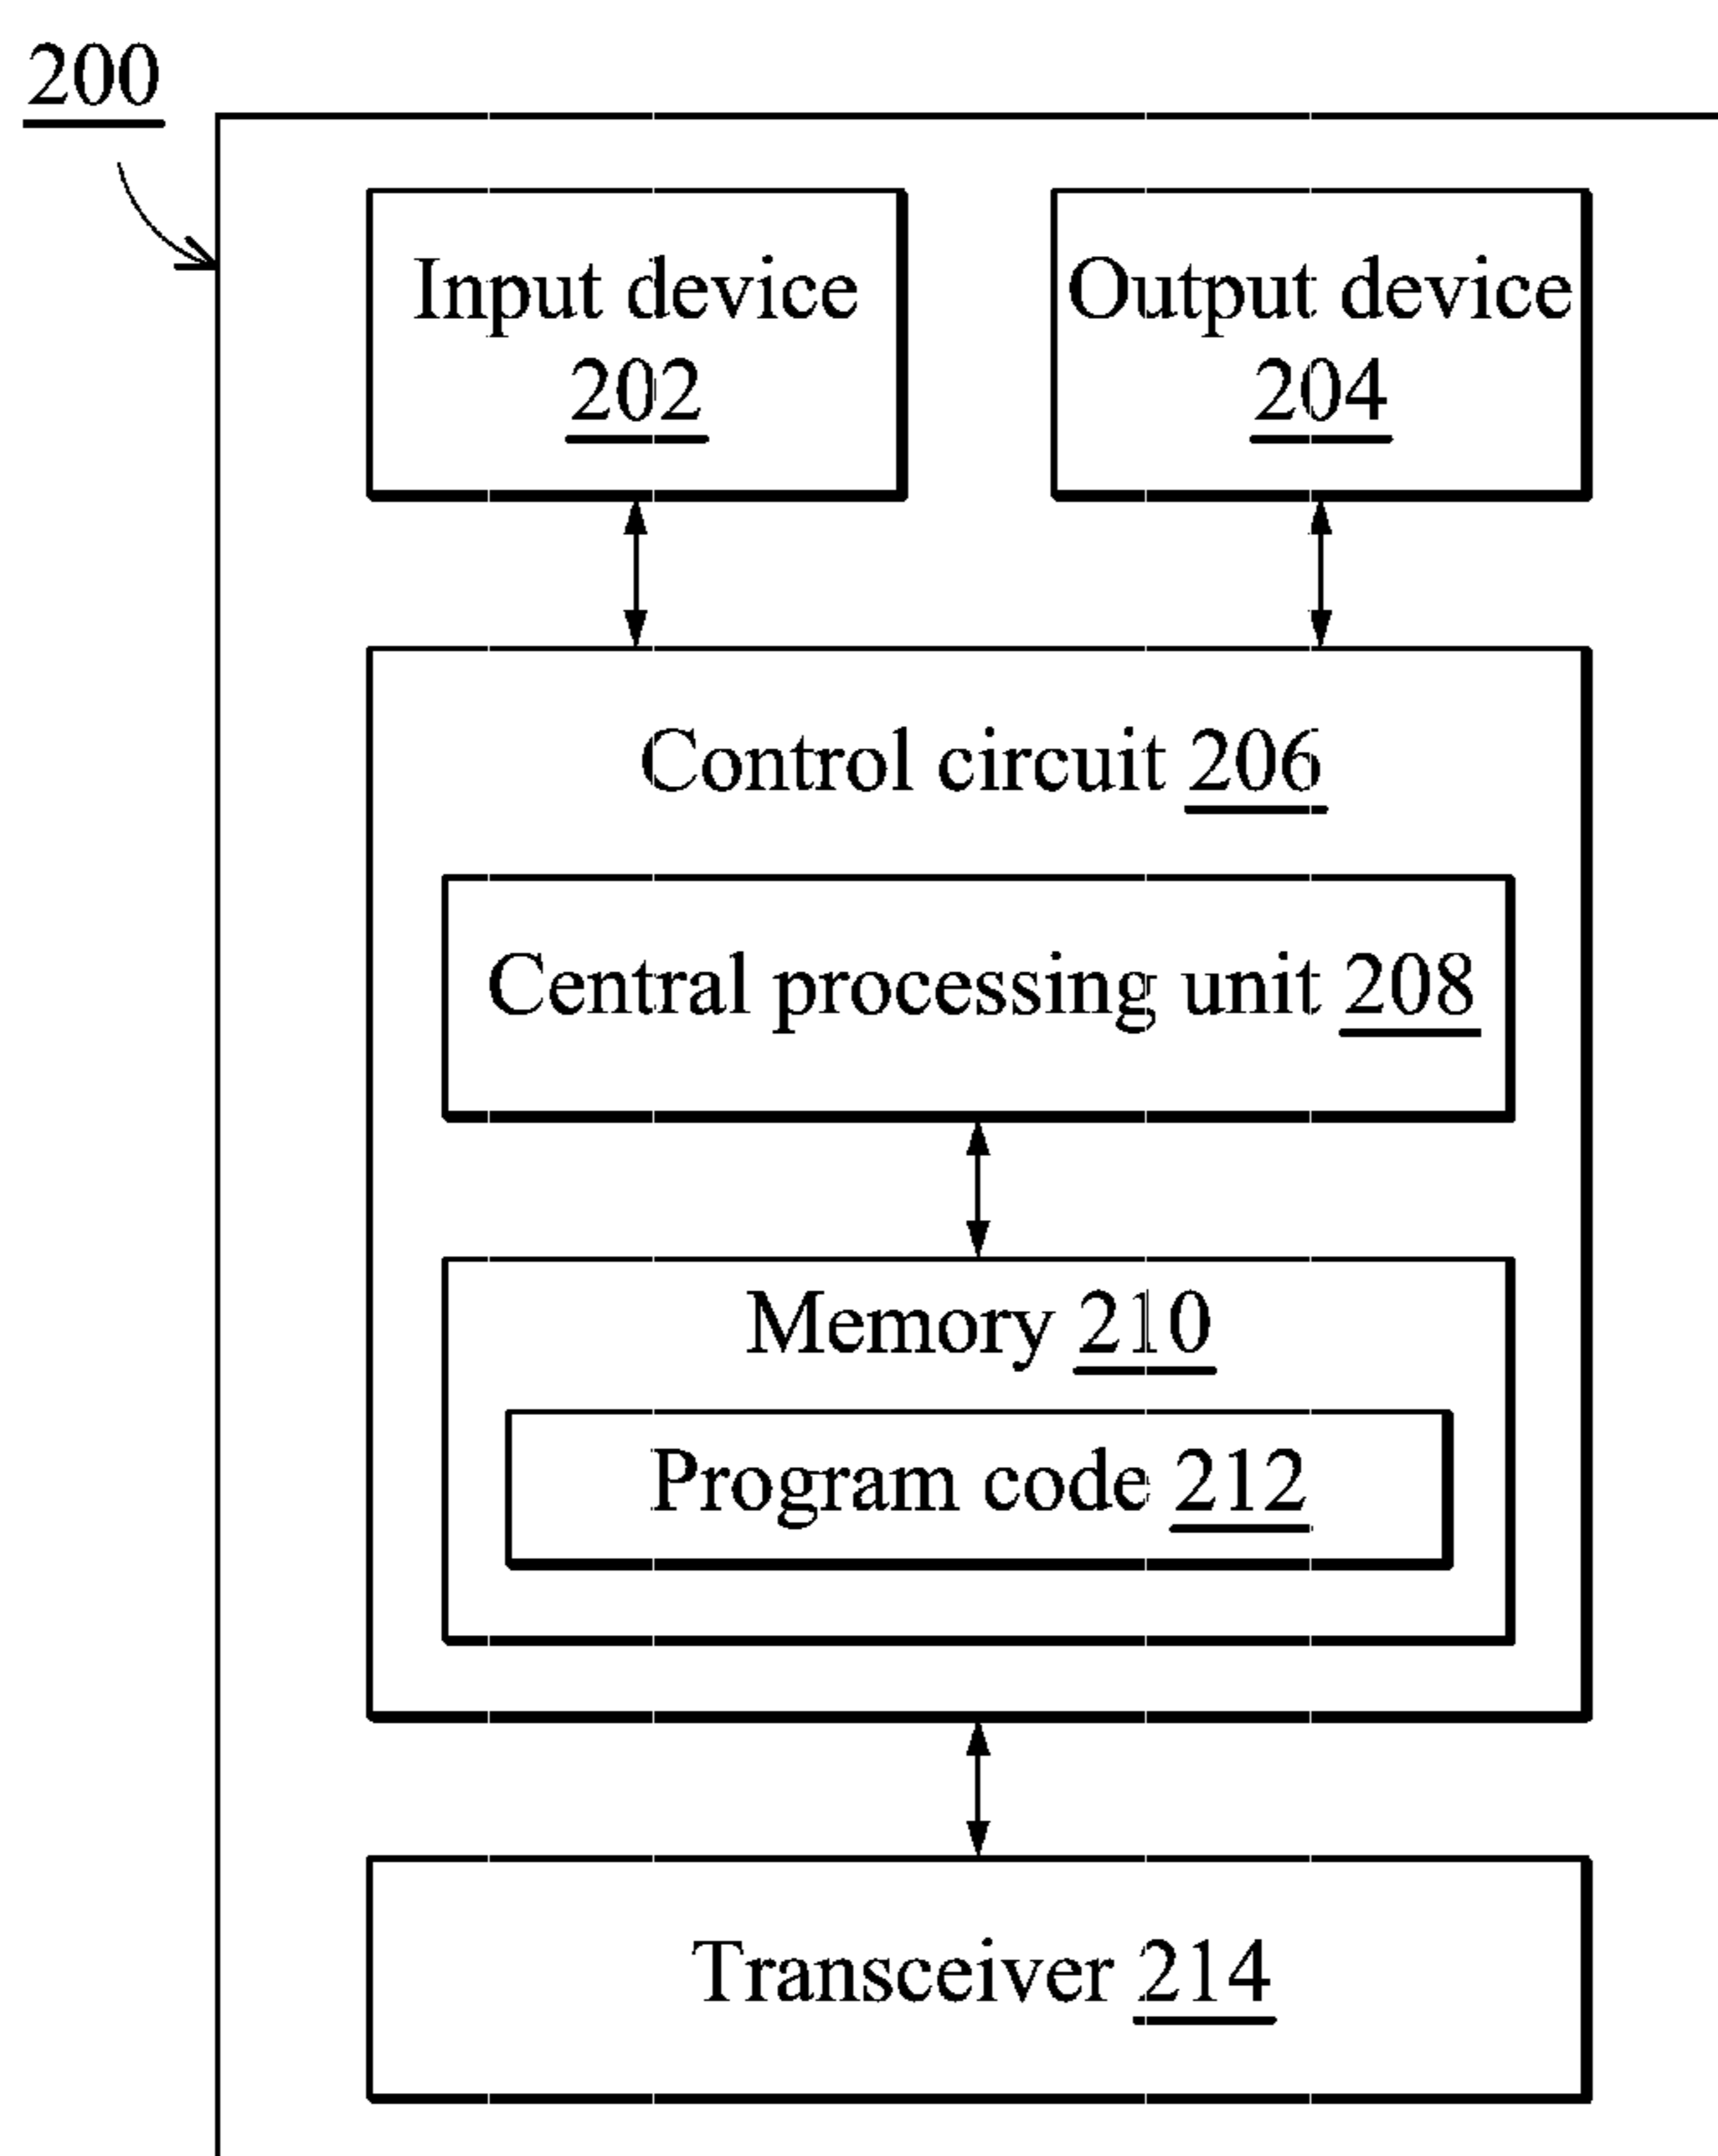 200
Input device
202
Output device
204
Control circuit 206
Central processing unit 208
Memory 210
Program code 212
Transceiver 214